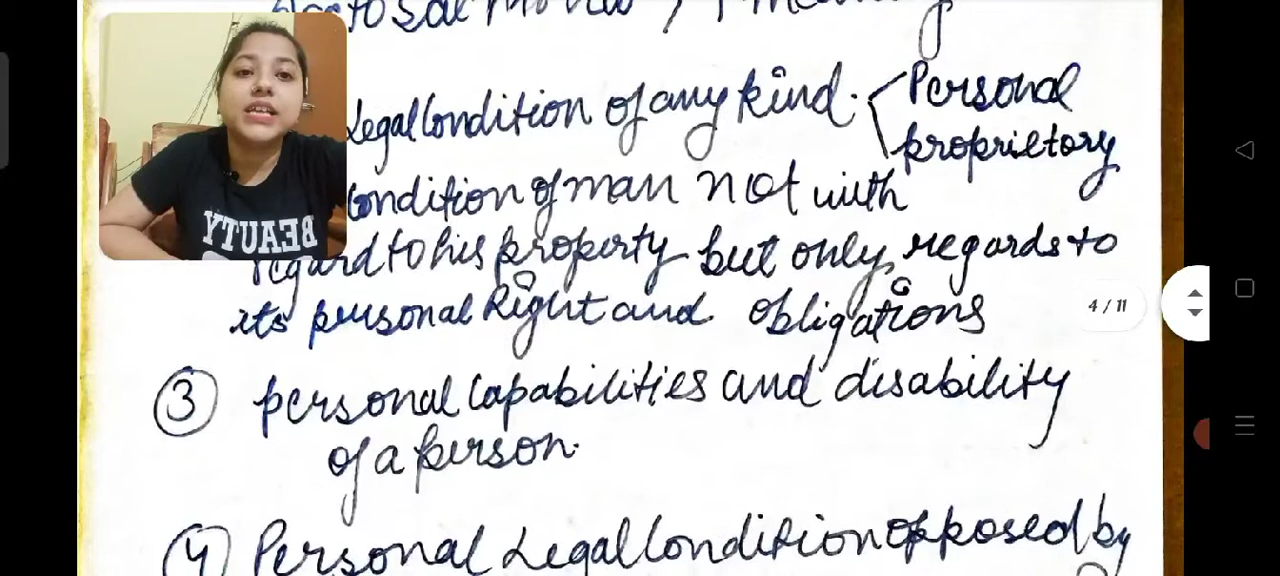 Legal Condition of any kind. Personal
proprietory
Condition of man not with
regard to his property but only regards to
its personal Right and obligations
③ personal capabilities and disability
of a person.
④ Personal Legal Condition opposed by
BEAUTY
4/11